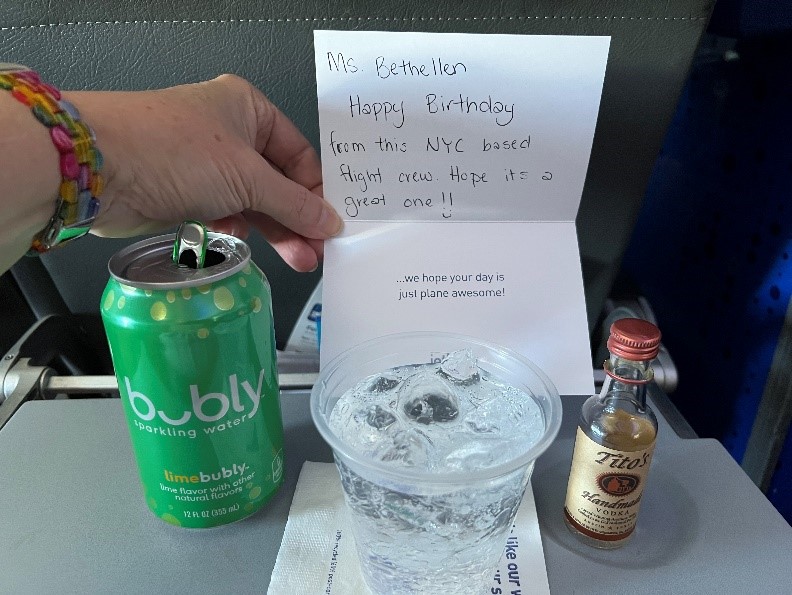 Ms. Bethellen
Happy Birthday
from this NYC based
flight crew. Hope it's a
great one!!
...we hope your day is
just plane awesome!
bubly
sparkling water
limebubly
lime flavor with other
natural flavors
12 FL OZ (355 mL)
Tito's
Handmade
VODKA
like our